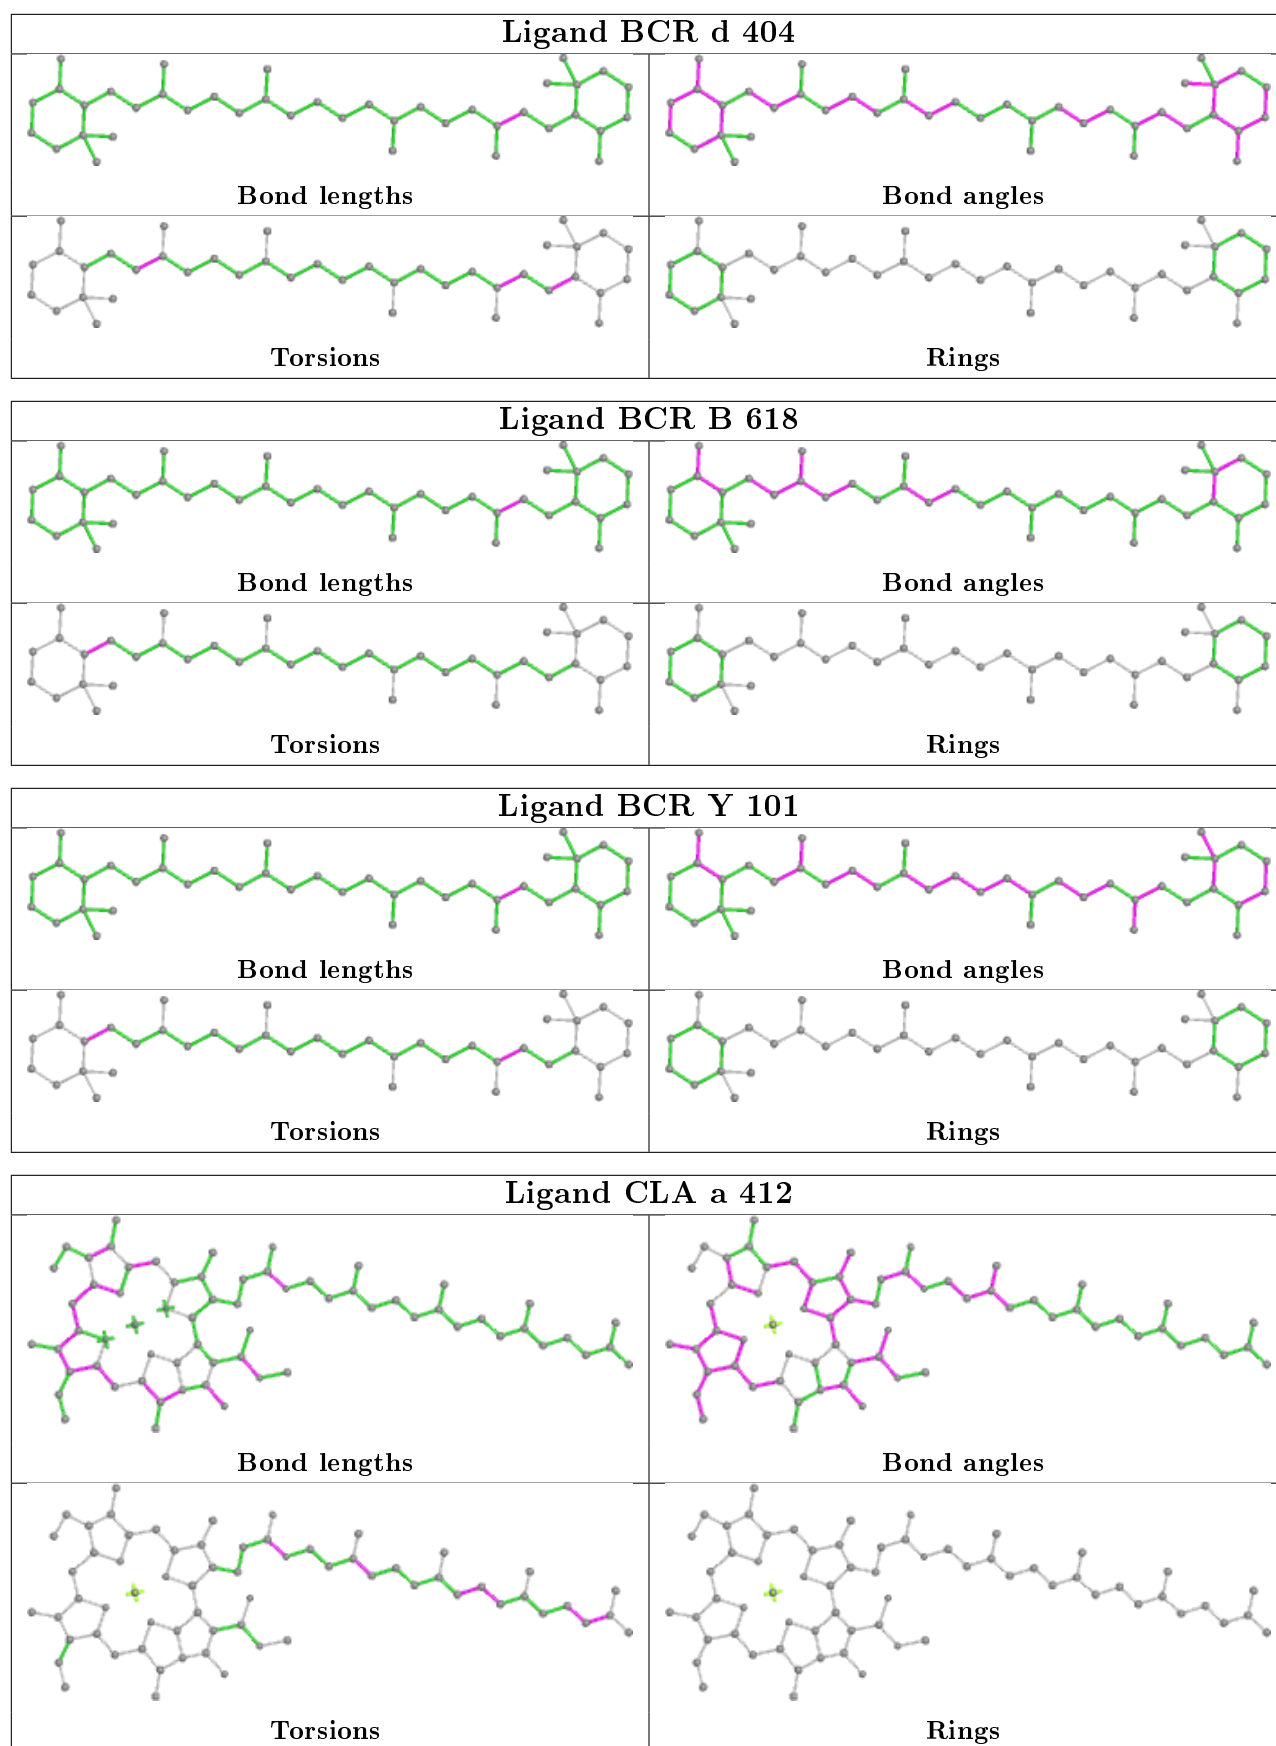 Ligand BCR d 404
Bond lengths
Bond angles
Torsions
Rings
Ligand BCR B 618
Bond lengths
Bond angles
Torsions
Rings
Ligand BCR Y 101
Bond lengths
Bond angles
Torsions
Rings
Ligand CLA a 412
Bond lengths
Bond angles
Torsions
Rings